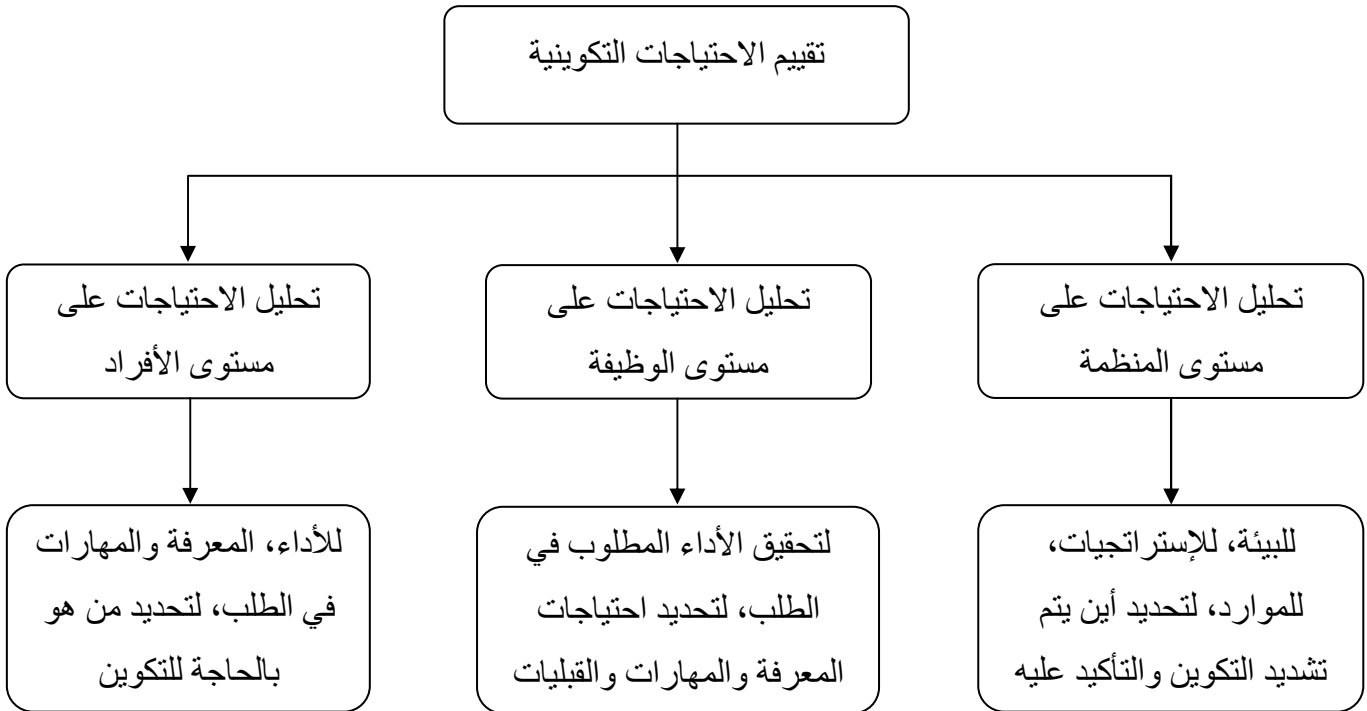 تقييم الاحتياجات التكوينية
تحليل الاحتياجات على
مستوى المنظمة
تحليل الاحتياجات على
مستوى الوظيفة
تحليل الاحتياجات على
مستوى الأفراد
للبيئة، للإستراتجيات،
للموارد، لتحديد أين يتم
تشديد التكوين والتأكيد عليه
لتحقيق الأداء المطلوب في
الطلب، لتحديد احتياجات
المعرفة والمهارات والقبليات
للأداء، المعرفة والمهارات
في الطلب، لتحديد من هو
بالحاجة للتكوين